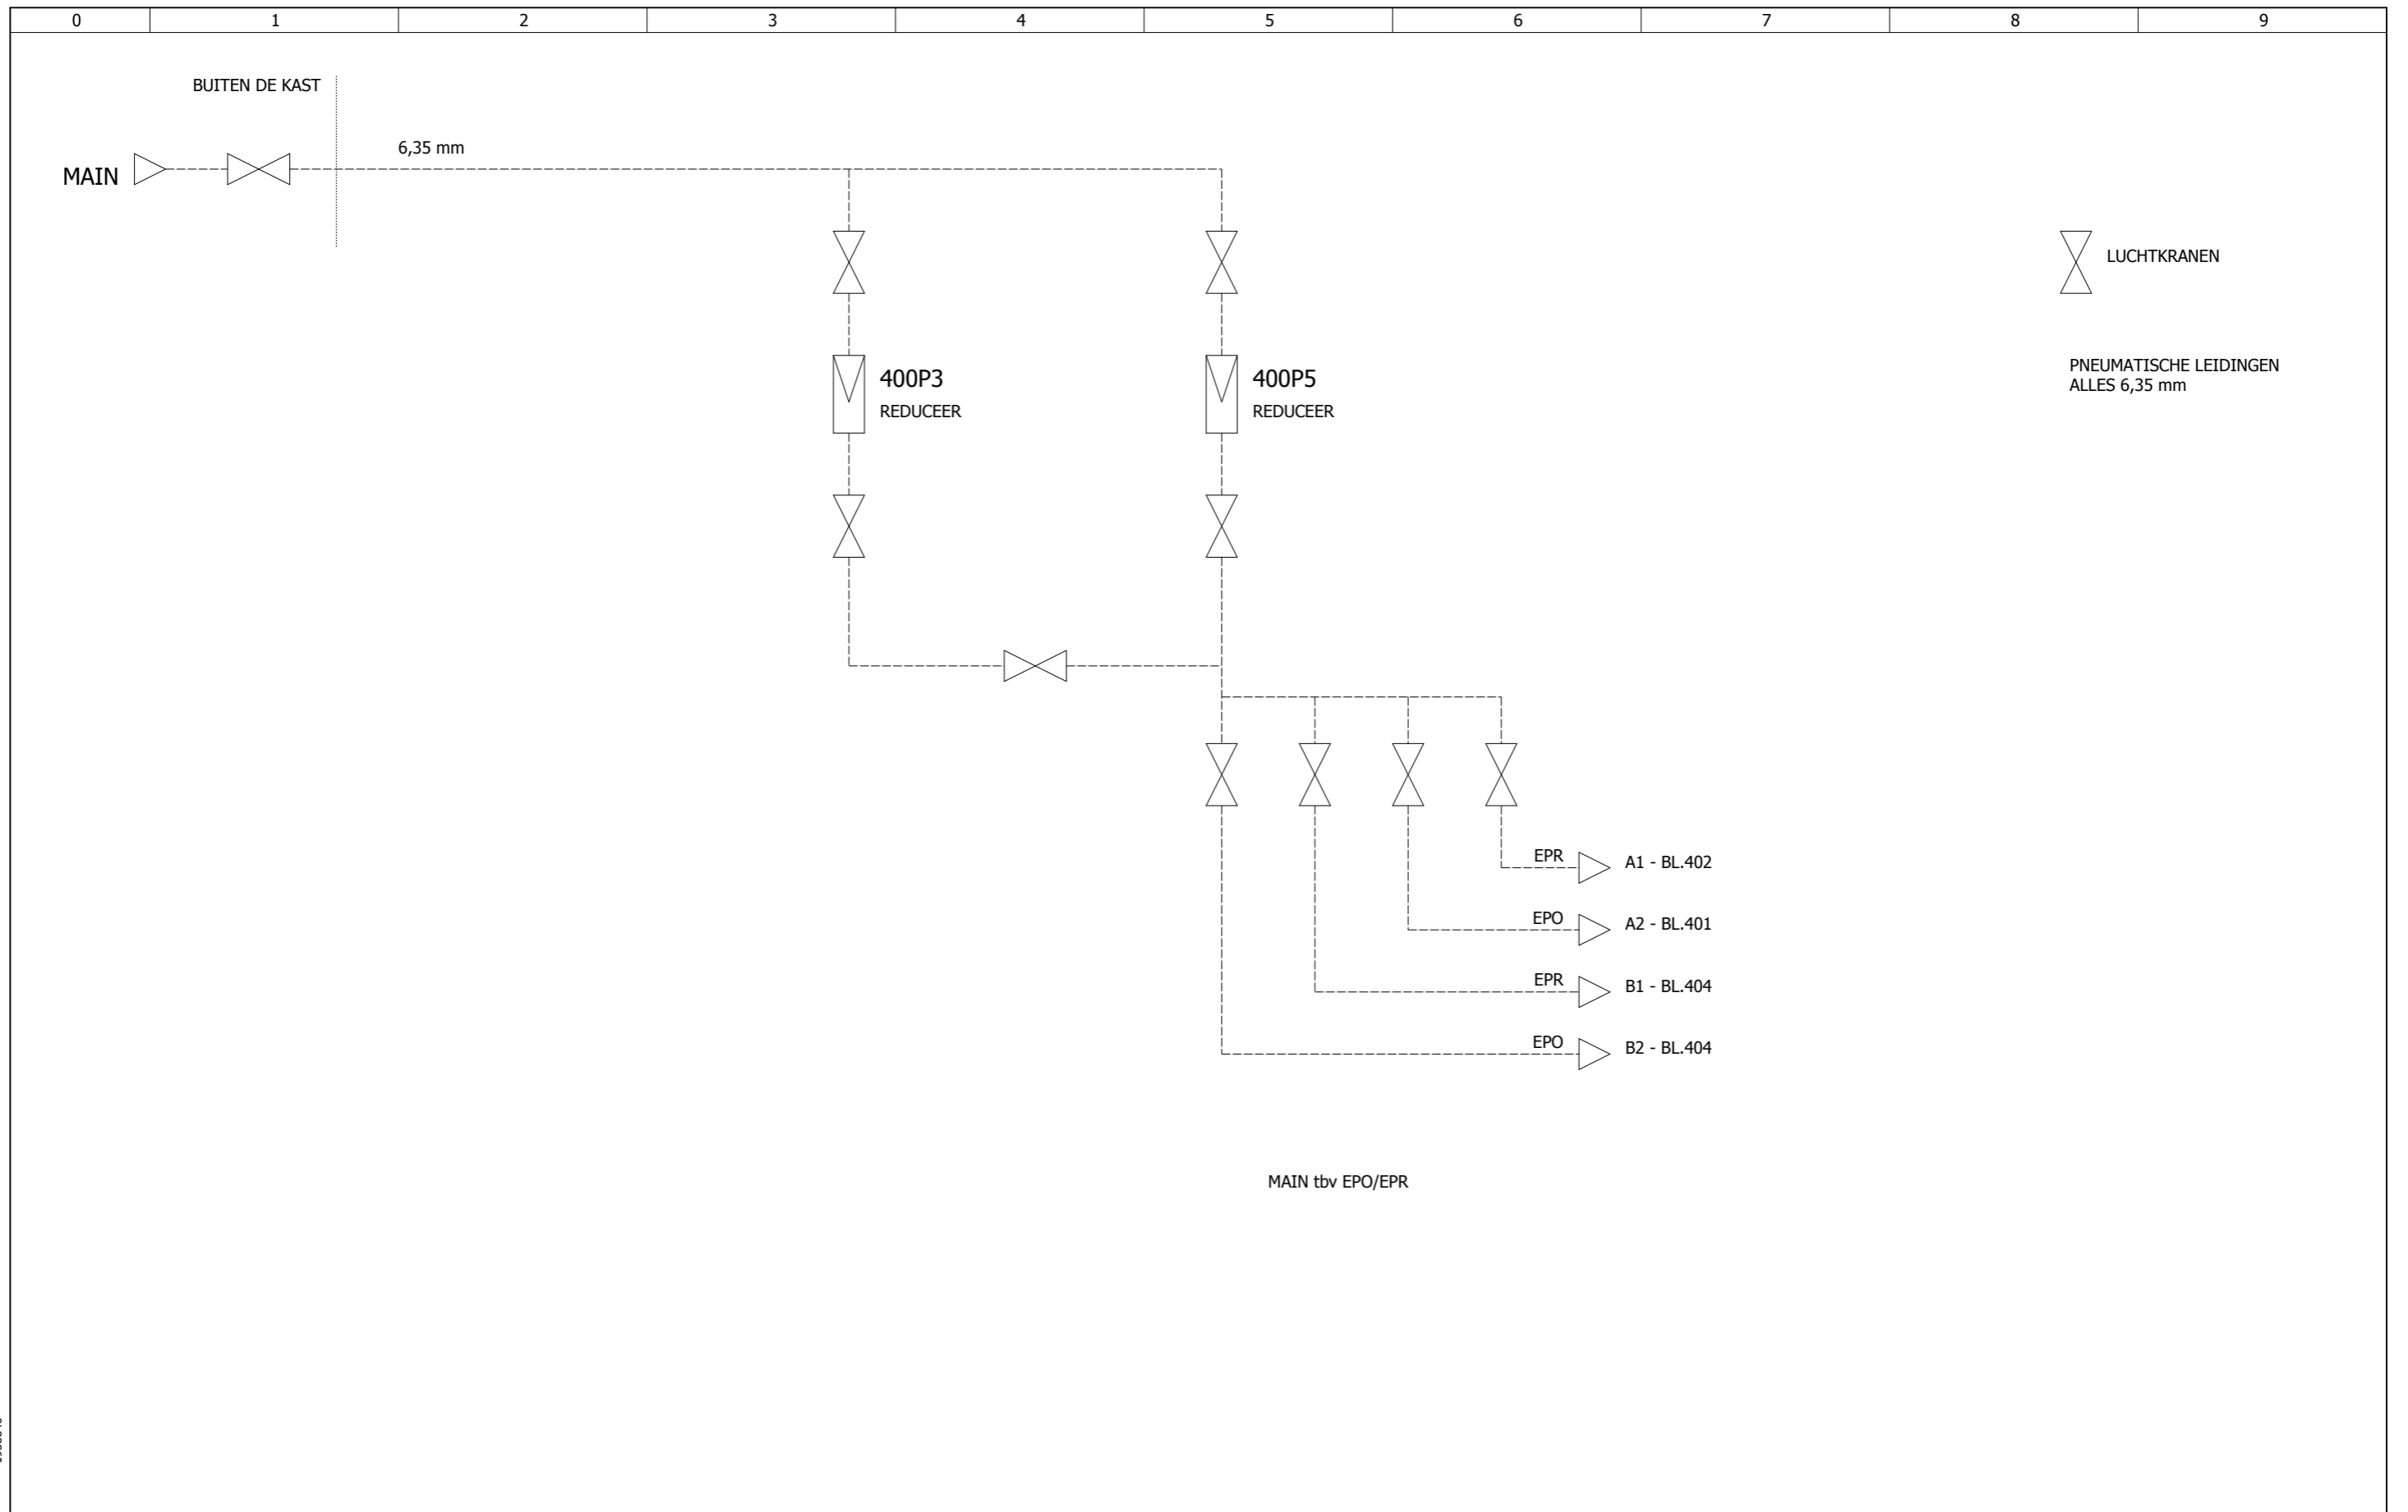 0 1 2 3 4 5 6 7 8 9
BUITEN DE KAST
6,35 mm
MAIN
LUCHTKRANEN
PNEUMATISCHE LEIDINGEN
ALLES 6,35 mm
400P3
REDUCEER
400P5
REDUCEER
EPR A1 - BL.402
EPO A2 - BL.401
EPR B1 - BL.404
EPO B2 - BL.404
MAIN tbv EPO/EPR